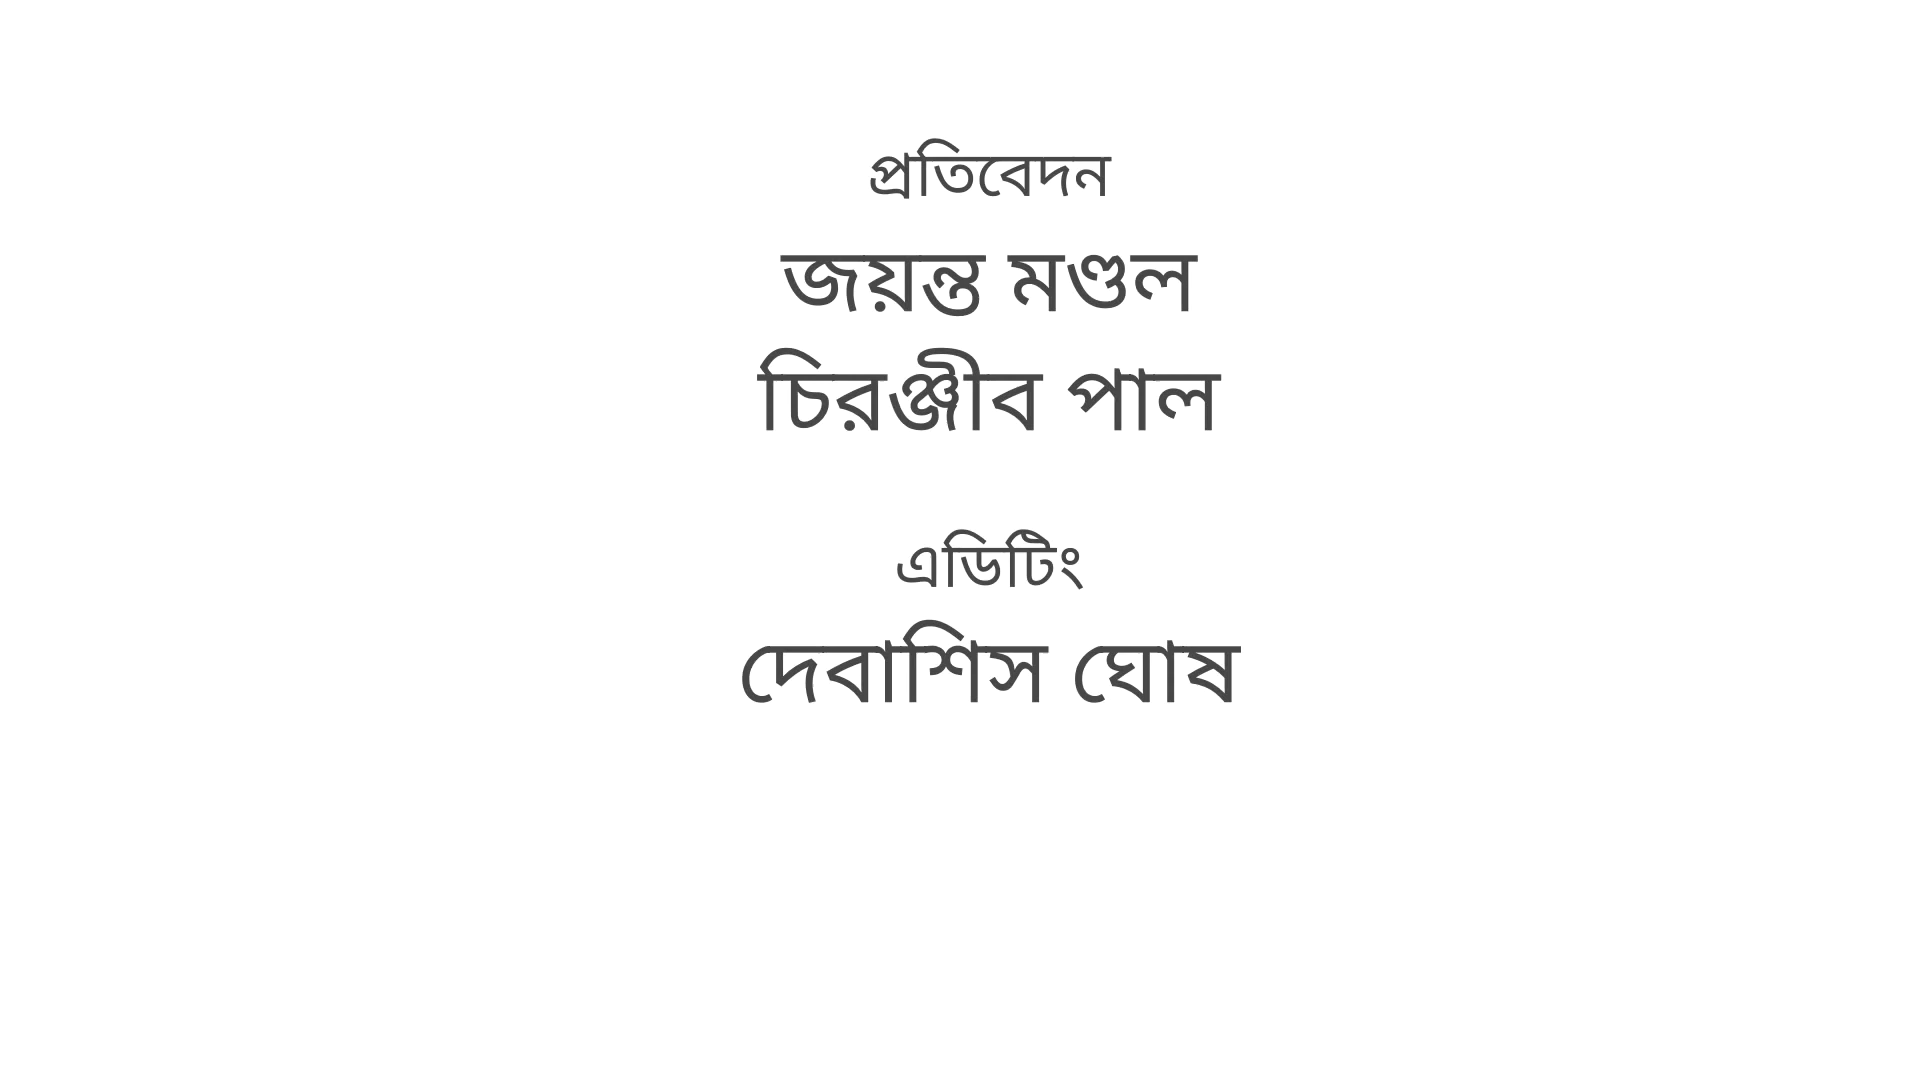 প্রতিবেদন
জয়ন্ত মণ্ডল
চিরঞ্জীব পাল
এডিটিং
দেবাশিস ঘোষ